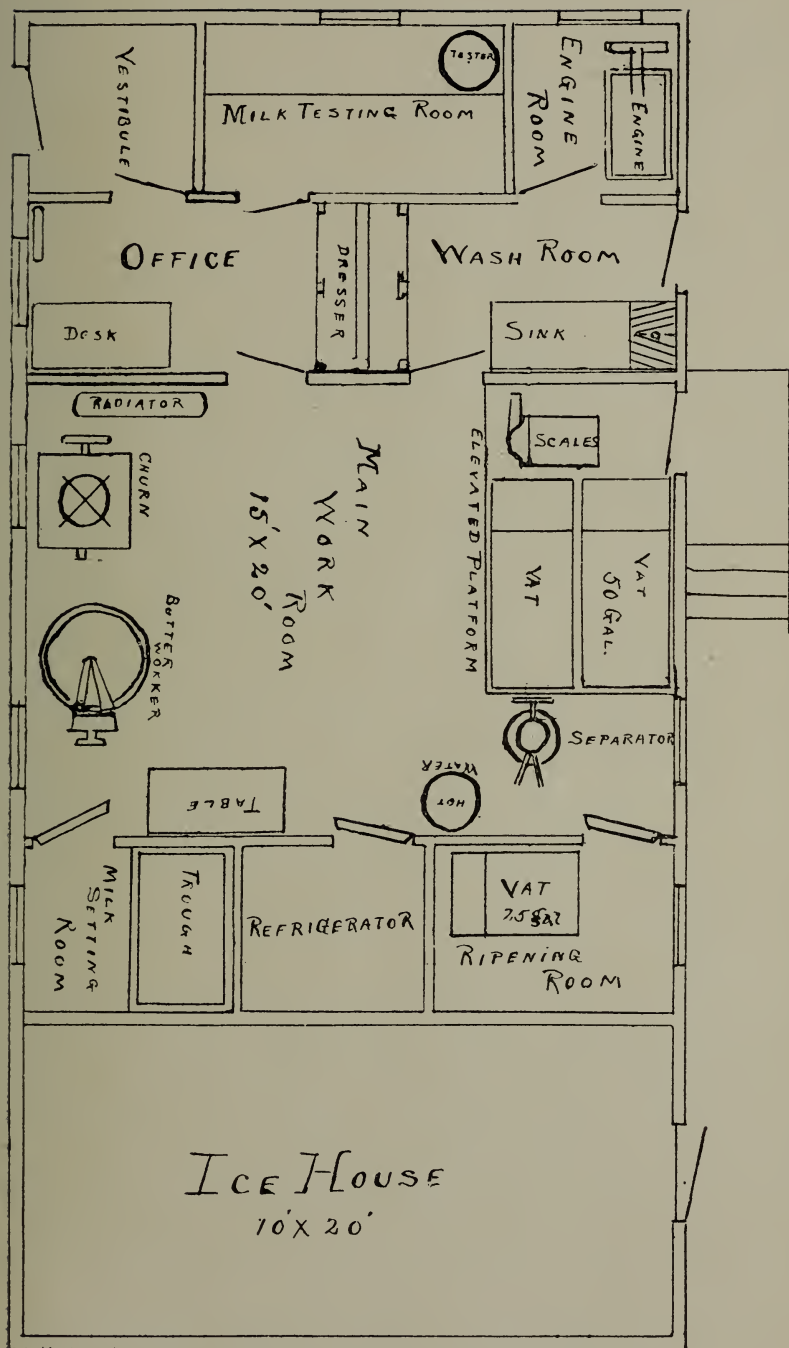 VESTIBULE
TESTOR
MILK TESTING ROOM
ENGINE
ROOM
ENGINE
OFFICE
DRESSER
WASH ROOM
DESK
SINK
RADIATOR
CHURN
MAIN
WORK
ROOM
15' X 20'
ELEVATED PLATFORM
SCALES
VAT
VAT
50 GAL.
BUTTER
WORKER
SEPARATOR
TABLE
HOT
WATER
MILK
SETTING
ROOM
TROUGH
REFRIGERATOR
VAT
75 GAL
RIPENING
ROOM
ICE HOUSE
10' X 20'